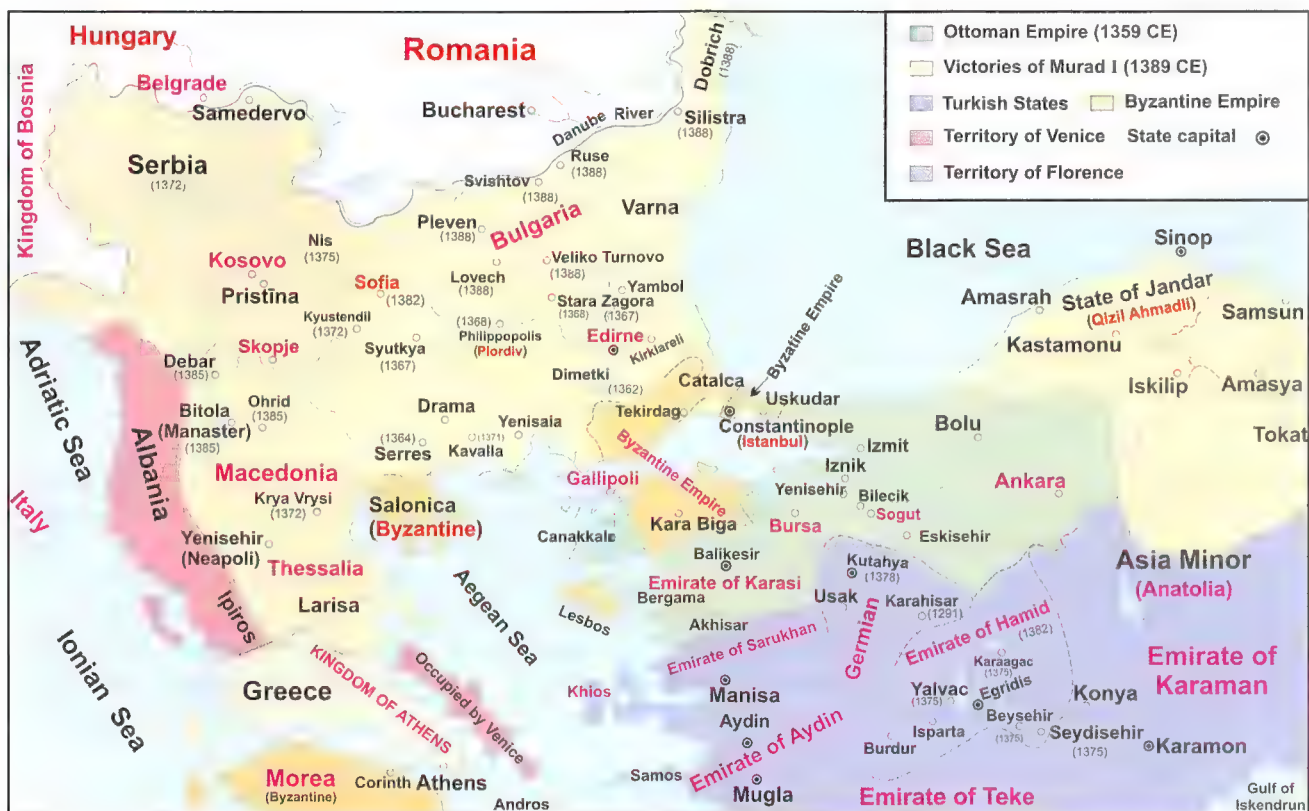 Hungary
Romania
Kingdom of Bosnia
Belgrade
Samedervo
Bucharest
Danube River
Dobrich
(1388)
Silistra
(1388)
Ottoman Empire (1359 CE)
Victories of Murad I (1389 CE)
Turkish States
Byzantine Empire
Territory of Venice
State capital
Territory of Florence
Serbia
(1372)
Ruse
(1388)
Svishtov
(1388)
Pleven
(1388)
Bulgaria
Varna
Nis
(1375)
Kosovo
Pristina
Sofia
(1382)
Lovech
(1388)
Veliko Turnovo
(1388)
Yambol
Stara Zagora
(1368)
(1367)
Kyustendil
(1372)
Syutkya
(1367)
(1368)
Philippopolis
(Plordiv)
Edirne
Kirklareli
Byzatine Empire
Black Sea
Sinop
Amasrah
State of Jandar
(Qizil Ahmadli)
Samsun
Kastamonu
Iskilip
Amasya
Tokat
Adriatic Sea
Skopje
Debar
(1385)
Bitola
(Manaster)
(1385)
Ohrid
(1385)
Albania
Dimetki
(1362)
Catalca
Tekirdag
Uskudar
Constantinople
(Istanbul)
Bolu
Izmit
Iznik
Drama
Yenisaia
(1364)
Serres
(1371)
Kavalla
Macedonia
Krya Vrysi
(1372)
Salonica
(Byzantine)
Gallipoli
Byzantine Empire
Yenisehir
Bilecik
Sogut
Ankara
Italy
Yenisehir
(Neapoli)
Thessalia
Larisa
Ipiros
Canakkale
Kara Biga
Bursa
Eskisehir
Balikesir
Emirate of Karasi
Bergama
Kutahya
(1378)
Asia Minor
(Anatolia)
Aegean Sea
Lesbos
Akhisar
Usak
Karahisar
(1291)
Ionian Sea
Greece
KINGDOM OF ATHENS
Occupied by Venice
Khios
Emirate of Sarukhan
Germian
Emirate of Hamid
(1382)
Karaagac
(1375)
Emirate of
Karaman
Manisa
Yalvac
(1375)
Egridis
Konya
Aydin
Emirate of Aydin
Isparta
Beysehir
(1375)
Seydisehir
(1375)
Karamon
Burdur
Morea
(Byzantine)
Corinth
Athens
Andros
Samos
Mugla
Emirate of Teke
Gulf of
Iskendrun